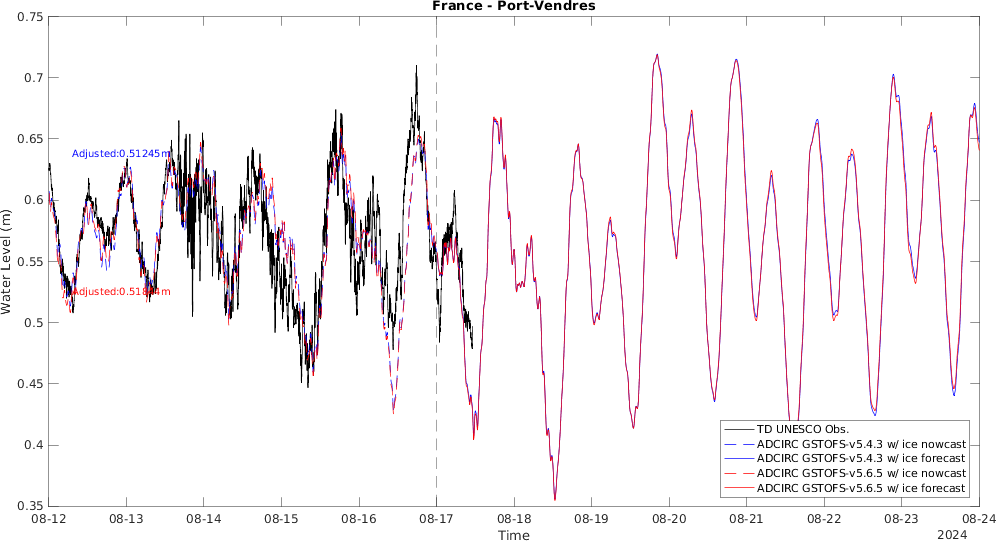 France - Port-Vendres
Water Level (m)
0.75
0.7
0.65
0.6
0.55
0.5
0.45
0.4
0.35
Adjusted:0.51245m
08-12
08-13
08-14
08-15
08-16
08-17
08-18
08-19
08-20
08-21
08-22
08-23
08-24
Time
2024
TD UNESCO Obs.
ADCIRC GSTOFS-v5.4.3 w/ ice nowcast
ADCIRC GSTOFS-v5.4.3 w/ ice forecast
ADCIRC GSTOFS-v5.6.5 w/ ice nowcast
ADCIRC GSTOFS-v5.6.5 w/ ice forecast